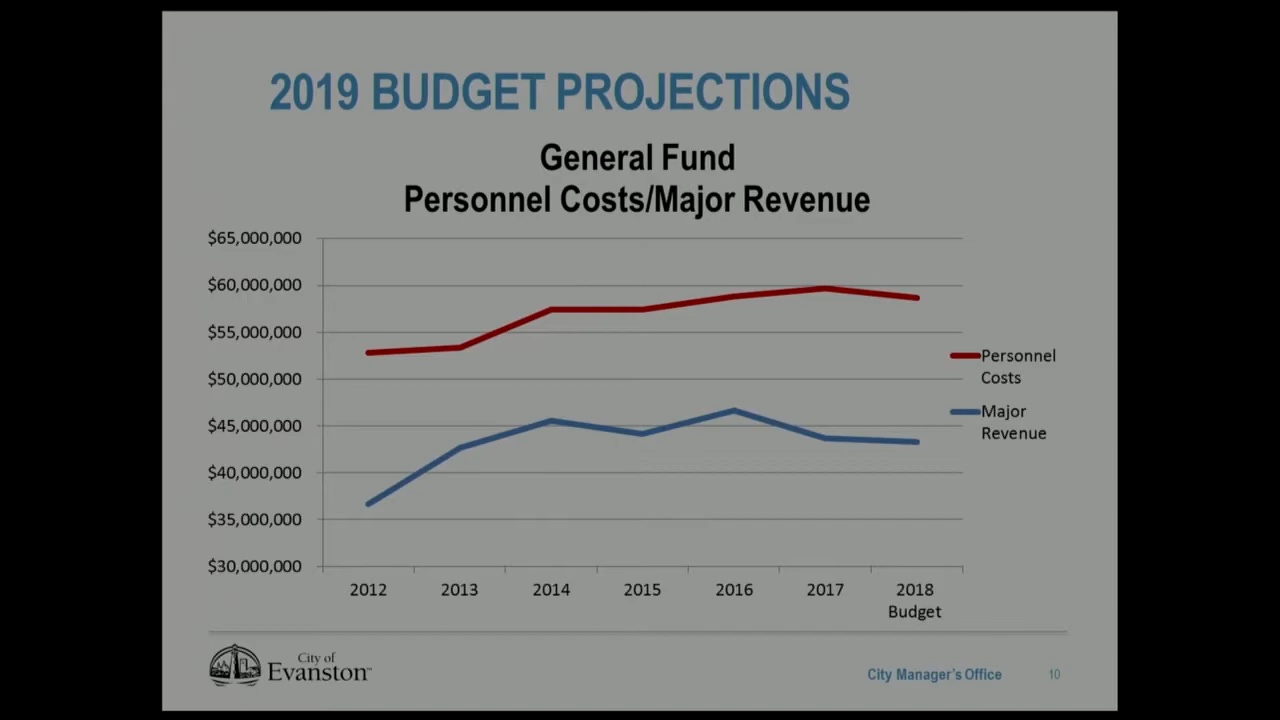 2019 BUDGET PROJECTIONS
General Fund
Personnel Costs/Major Revenue
$65,000,000
$60,000,000
$55,000,000
$50,000,000
$45,000,000
$40,000,000
$35,000,000
$30,000,000
2012 2013 2014 2015 2016 2017 2018
Budget
Personnel
Costs
Major
Revenue
City of
Evanston™
City Manager's Office 10